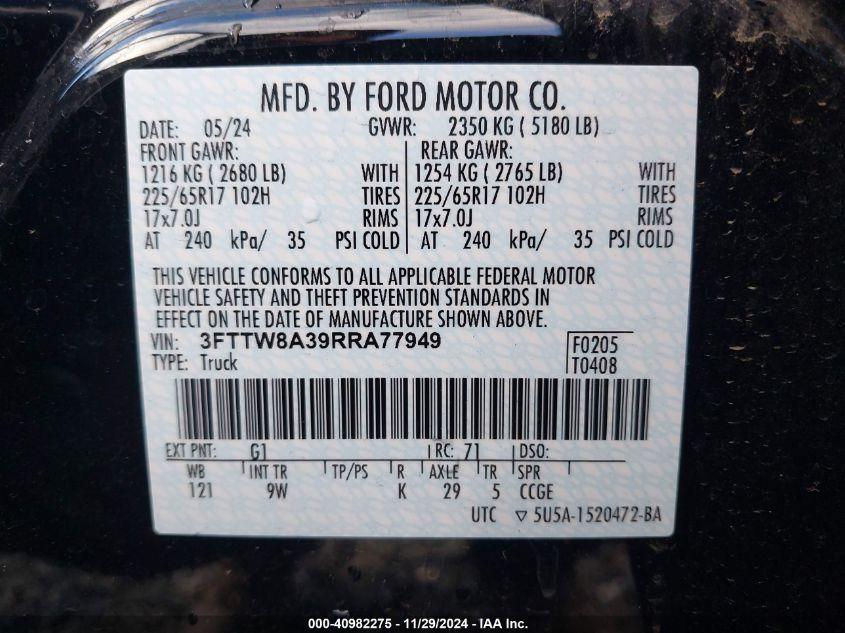 MFD. BY FORD MOTOR CO.
DATE: 05/24 GVWR: 2350 KG ( 5180 LB)
FRONT GAWR: REAR GAWR:
1216 KG ( 2680 LB) WITH 1254 KG ( 2765 LB) WITH
225/65R17 102H TIRES 225/65R17 102H TIRES
17x7.0J RIMS 17x7.0J RIMS
AT 240 kPa/ 35 PSI COLD AT 240 kPa/ 35 PSI COLD
THIS VEHICLE CONFORMS TO ALL APPLICABLE FEDERAL MOTOR
VEHICLE SAFETY AND THEFT PREVENTION STANDARDS IN
EFFECT ON THE DATE OF MANUFACTURE SHOWN ABOVE.
VIN: 3FTTW8A39RRA77949
F0205
TYPE: Truck
T0408
EXT PNT: G1 RC: 71 DSO:
WB INT TR TP/PS R AXLE TR SPR
121 9W K 29 5 CCGE
UTC ▽ 5U5A-1520472-BA
000-40982275 - 11/29/2024 - IAA Inc.